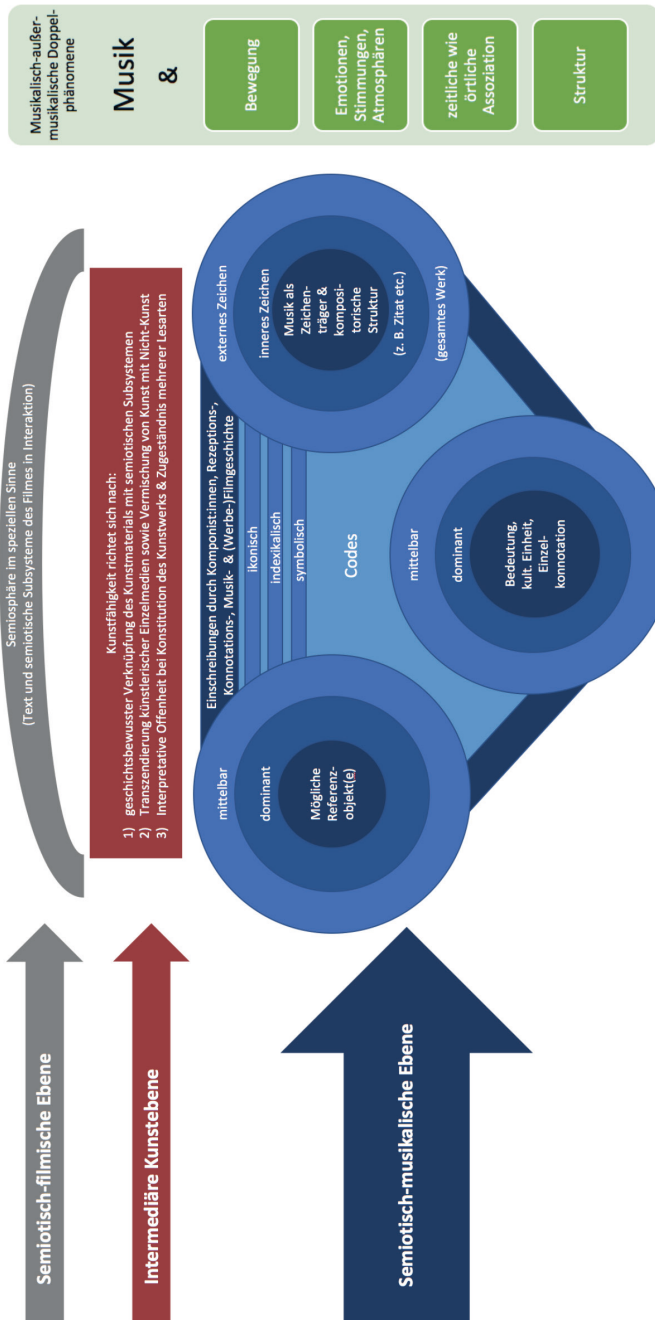 Semiotisch-filmische Ebene
Semiosphäre im speziellen Sinne
(Text und semiotische Subsysteme des Filmes in Interaktion)
Intermediäre Kunstebene
Kunstfähigkeit richtet sich nach:
1) geschichtsbewusster Verknüpfung des Kunstmaterials mit semiotischen Subsystemen
2) Transzendierung künstlerischer Einzelmedien sowie Vermischung von Kunst mit Nicht-Kunst
3) Interpretative Offenheit bei Konstitution des Kunstwerks & Zugeständnis mehrerer Lesarten
Semiotisch-musikalische Ebene
Einschreibungen durch Komponist:innen, Rezeptions-,
Konnotations-, Musik- & (Werbe-)Filmgeschichte
ikonisch
indexikalisch
symbolisch
Codes
mittelbar
dominant
Mögliche
Referenz-
objekt(e)
externes Zeichen
inneres Zeichen
Musik als
Zeichen-
träger &
komposi-
torische
Struktur
(z. B. Zitat etc.)
(gesamtes Werk)
mittelbar
dominant
Bedeutung,
kult. Einheit,
Einzel-
konnotation
Musikalisch-außer-
musikalische Doppel-
phänomene
Musik
&
Bewegung
Emotionen,
Stimmungen,
Atmosphären
zeitliche wie
örtliche
Assoziation
Struktur